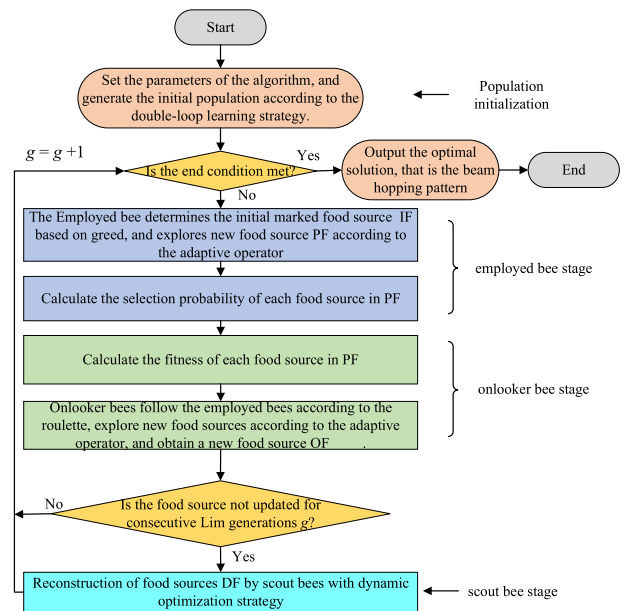 Start
Set the parameters of the algorithm, and
generate the initial population according to the
double-loop learning strategy.
Population
initialization
g = g +1
Is the end condition met?
Yes
Output the optimal
solution, that is the beam
hopping pattern
End
No
The Employed bee determines the initial marked food source IF
based on greed, and explores new food source PF according to
the adaptive operator
employed bee stage
Calculate the selection probability of each food source in PF
Calculate the fitness of each food source in PF
onlooker bee stage
Onlooker bees follow the employed bees according to the
roulette, explore new food sources according to the adaptive
operator, and obtain a new food source OF .
No
Is the food source not updated for
consecutive Lim generations g?
Yes
Reconstruction of food sources DF by scout bees with dynamic
optimization strategy
scout bee stage